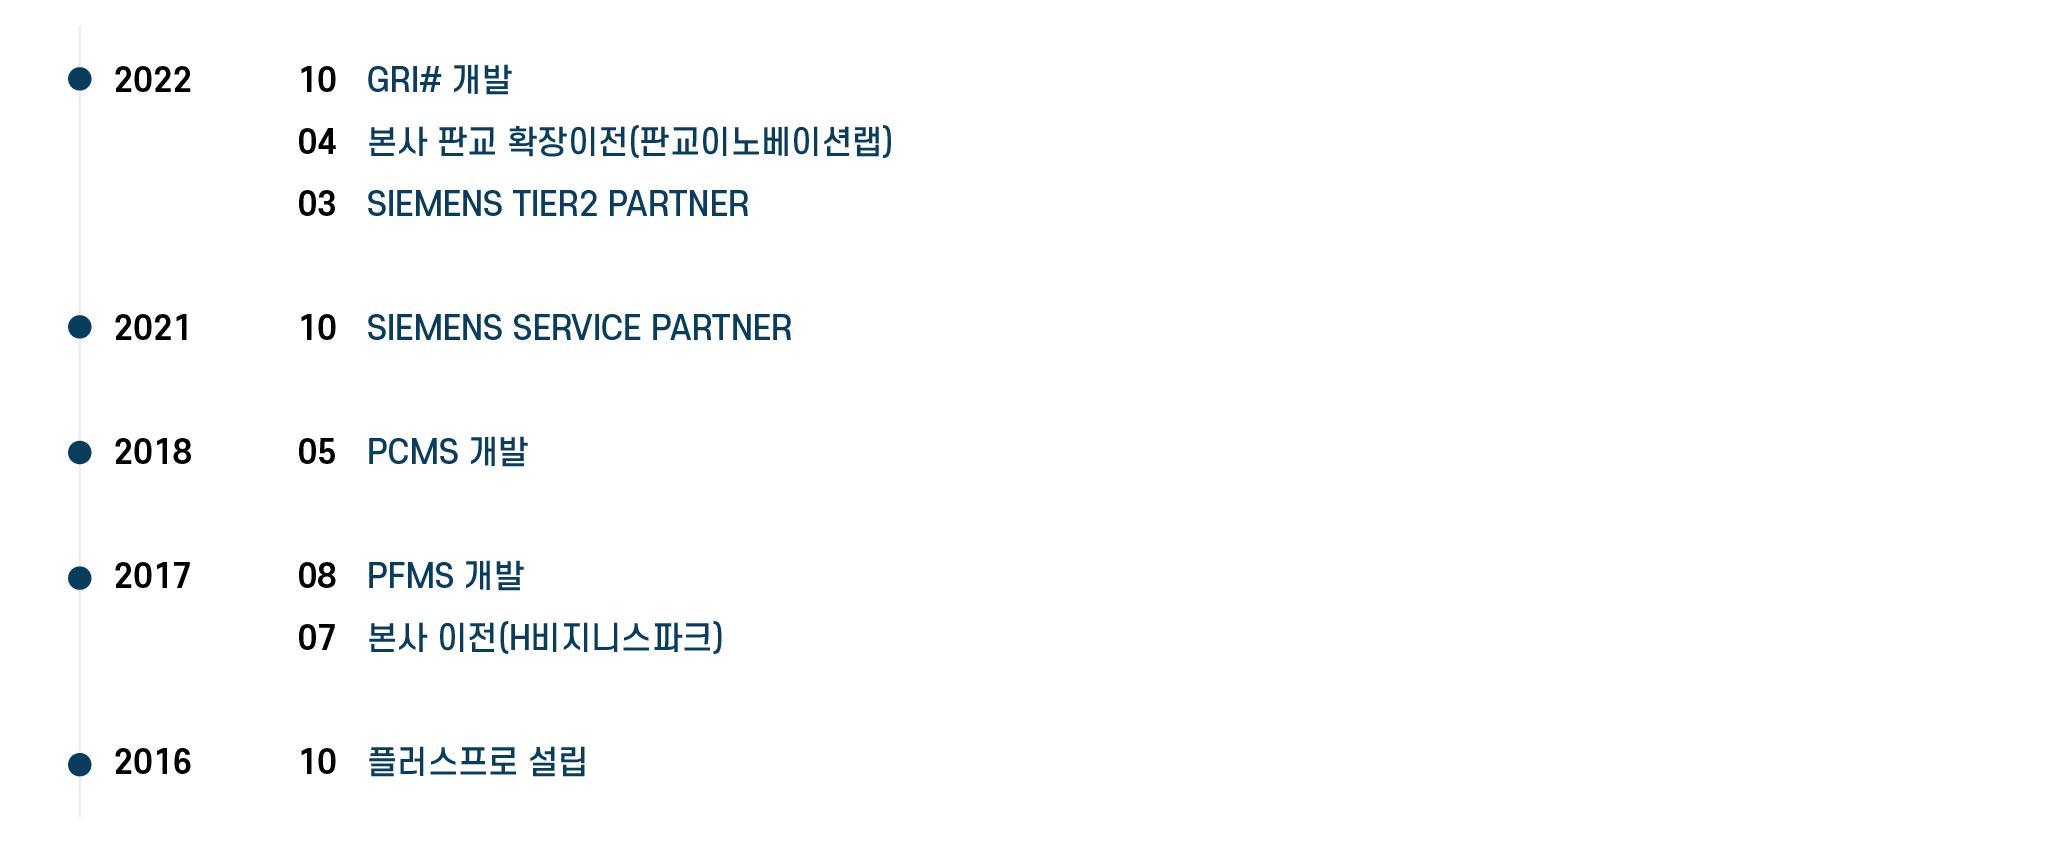 2022 10 GRI# 개발
04 본사 판교 확장이전(판교이노베이션랩)
03 SIEMENS TIER2 PARTNER
2021 10 SIEMENS SERVICE PARTNER
2018 05 PCMS 개발
2017 08 PFMS 개발
07 본사 이전(H비지니스파크)
2016 10 플러스프로 설립